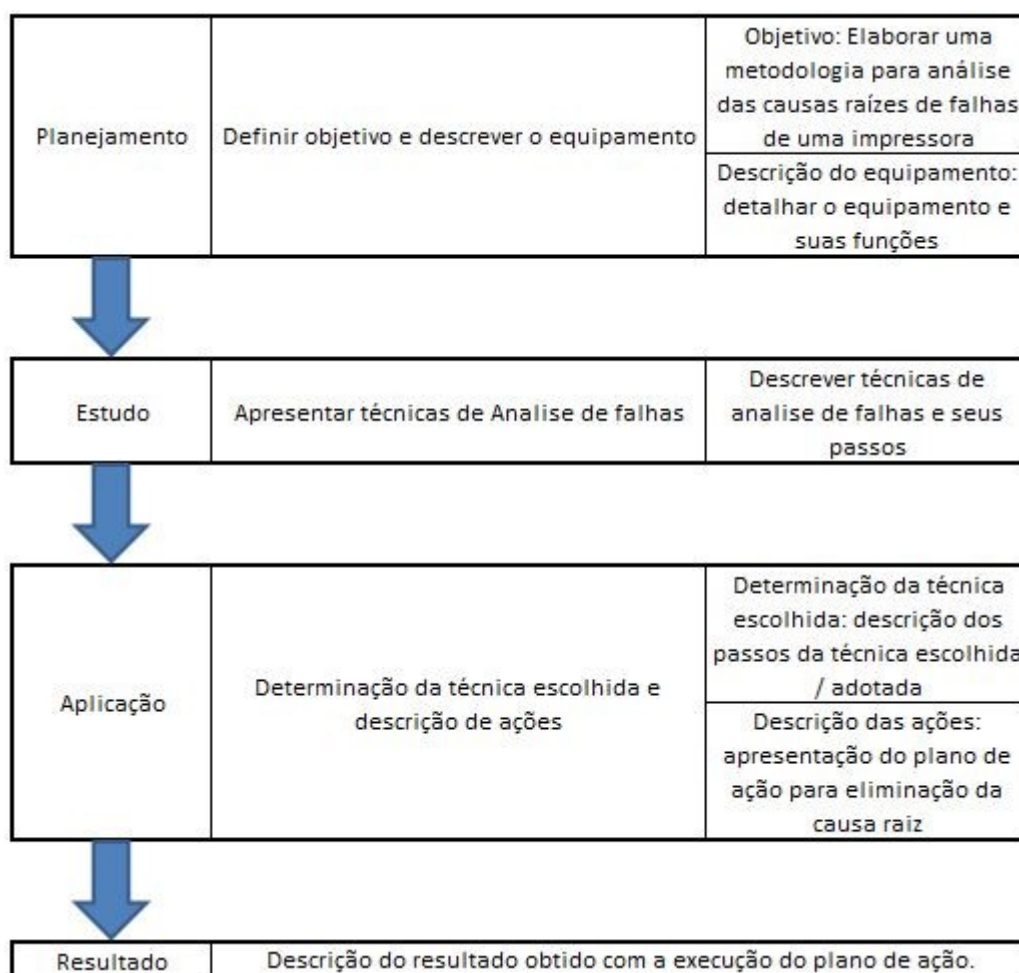 Planejamento
Definir objetivo e descrever o equipamento
Objetivo: Elaborar uma
metodologia para análise
das causas raízes de falhas
de uma impressora
Descrição do equipamento:
detalhar o equipamento e
suas funções
Estudo
Apresentar técnicas de Analise de falhas
Descrever técnicas de
analise de falhas e seus
passos
Aplicação
Determinação da técnica escolhida e
descrição de ações
Determinação da técnica
escolhida: descrição dos
passos da técnica escolhida
/ adotada
Descrição das ações:
apresentação do plano de
ação para eliminação da
causa raiz
Resultado
Descrição do resultado obtido com a execução do plano de ação.